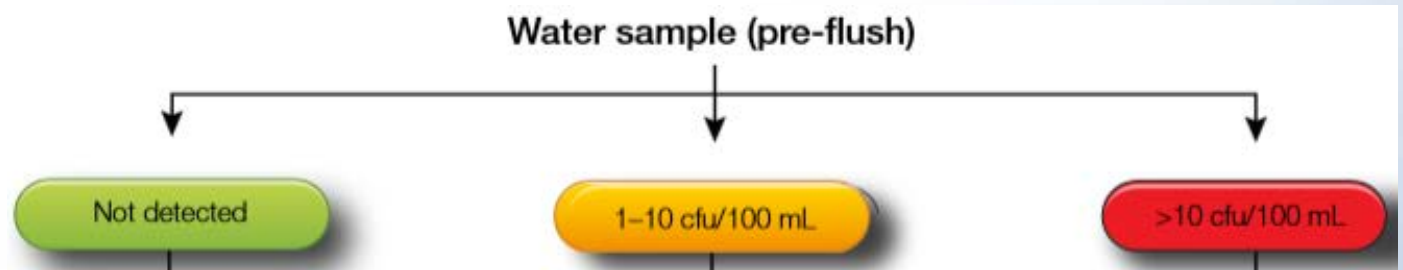 Water sample (pre-flush)
Not detected
1–10 cfu/100 mL
>10 cfu/100 mL